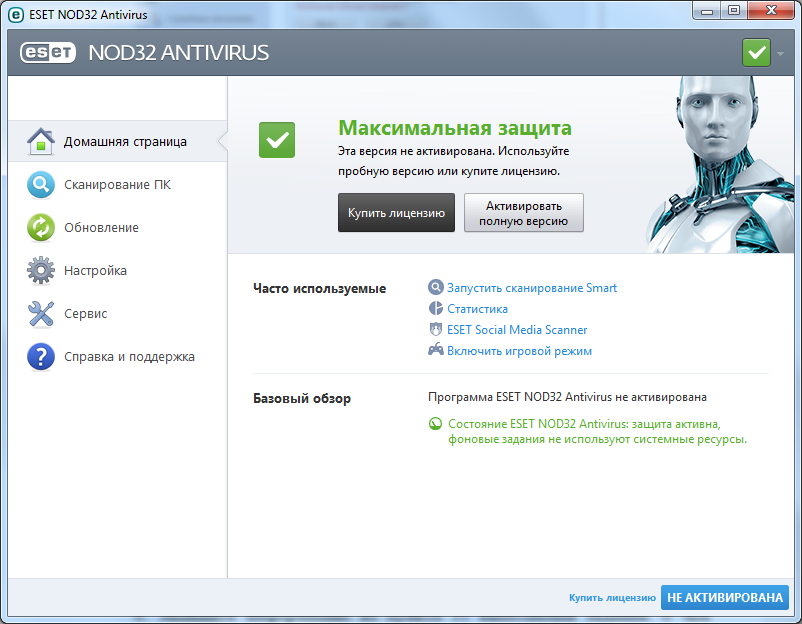 ESET NOD32 Antivirus
eset NOD32 ANTIVIRUS
Домашняя страница
Сканирование ПК
Обновление
Настройка
Сервис
? Справка и поддержка
Максимальная защита
Эта версия не активирована. Используйте
пробную версию или купите лицензию.
Купить лицензию
Активировать
полную версию
Часто используемые
Запустить сканирование Smart
Статистика
ESET Social Media Scanner
Включить игровой режим
Базовый обзор
Программа ESET NOD32 Antivirus не активирована
Состояние ESET NOD32 Antivirus: защита активна,
фоновые задания не используют системные ресурсы.
Купить лицензию
НЕ АКТИВИРОВАНА